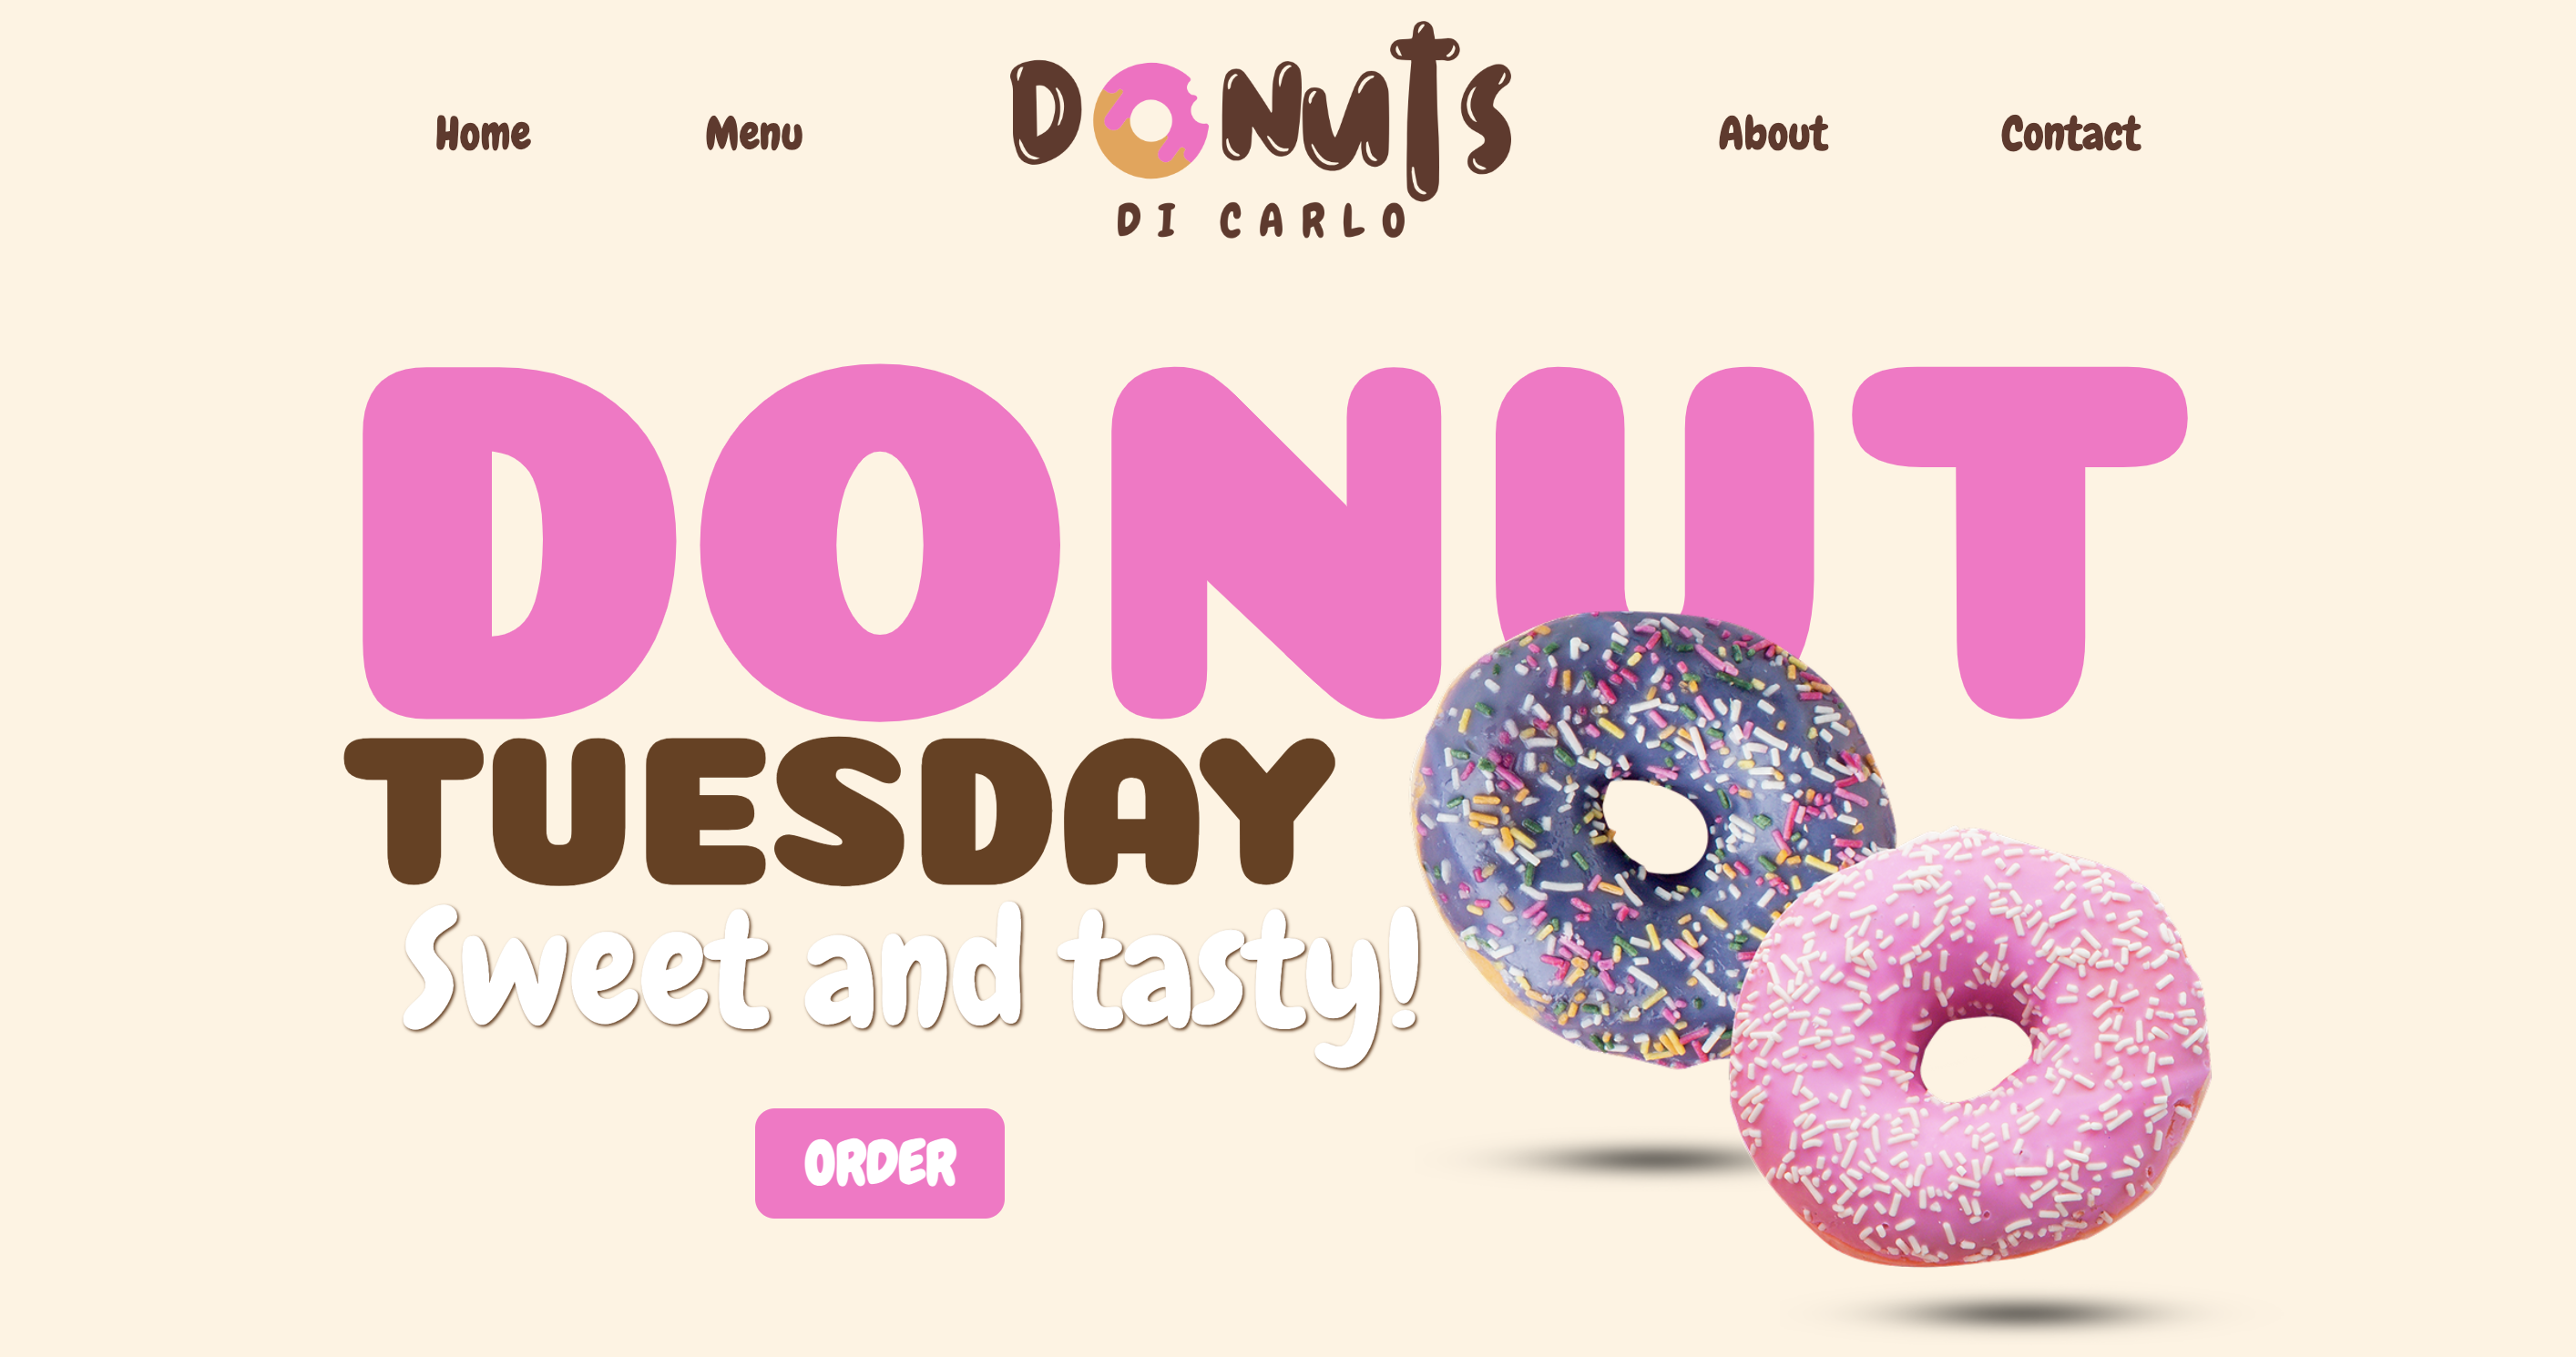 Home
Menu
DONUTS
DI CARLO
About
Contact
DONUT
TUESDAY
Sweet and tasty!
ORDER